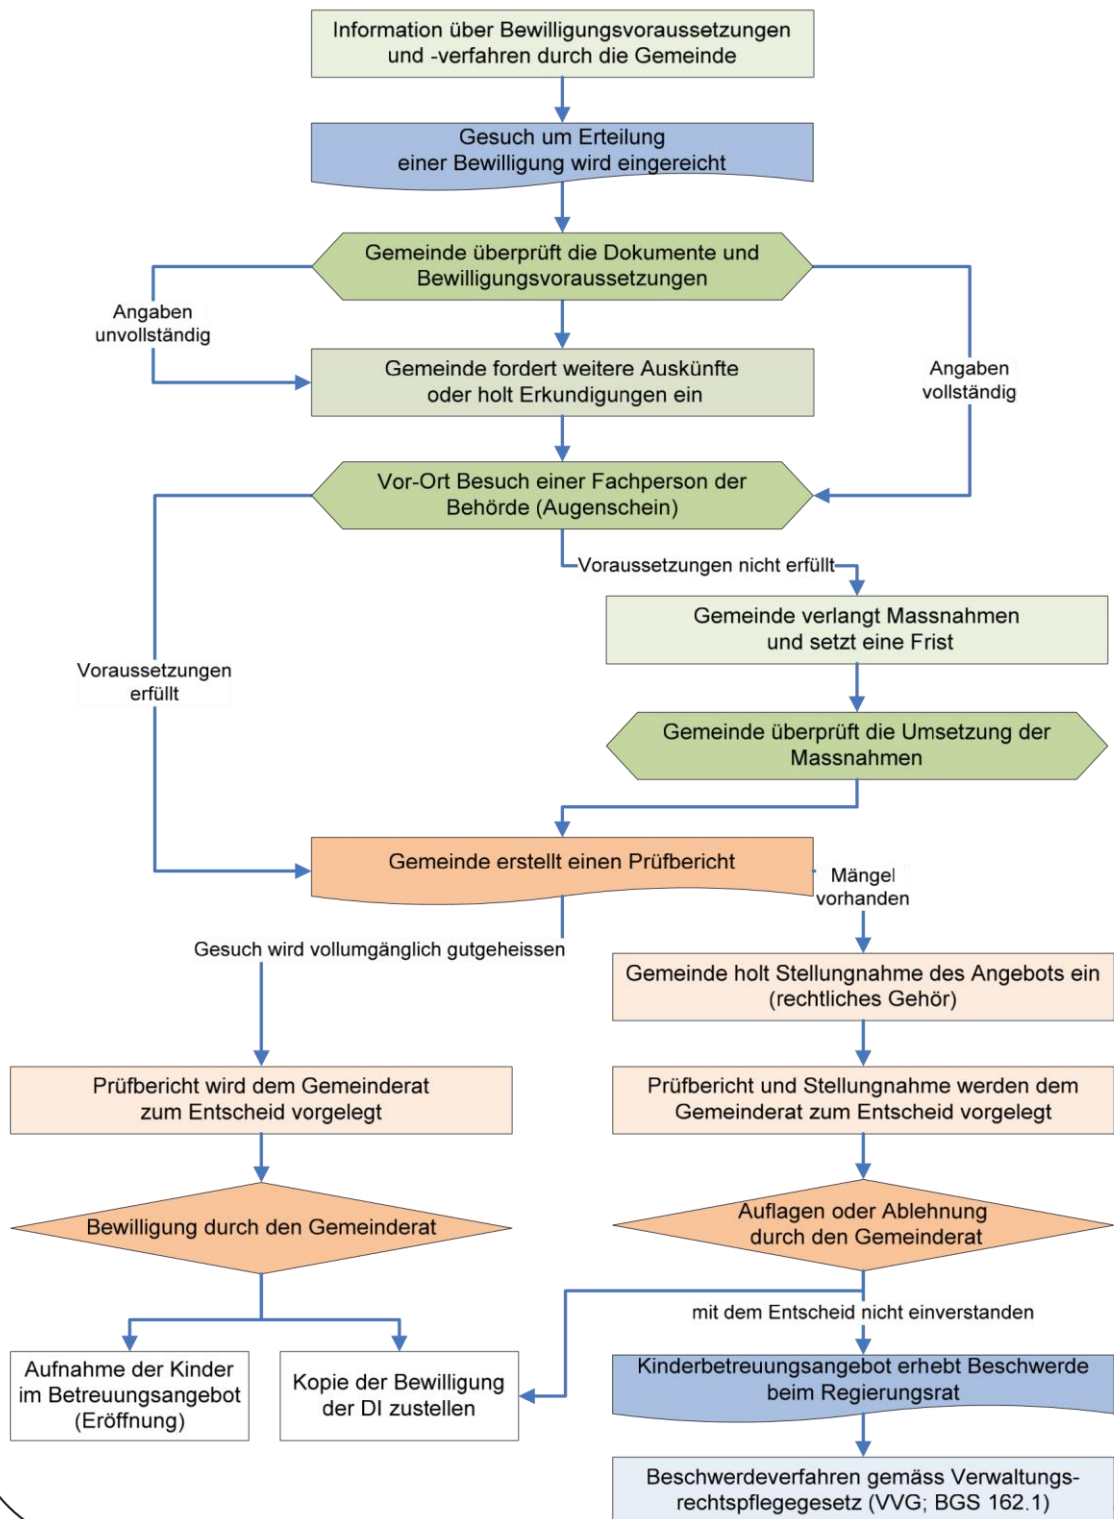 Information über Bewilligungsvoraussetzungen
und -verfahren durch die Gemeinde
Gesuch um Erteilung
einer Bewilligung wird eingereicht
Gemeinde überprüft die Dokumente und
Bewilligungsvoraussetzungen
Angaben
unvollständig
Gemeinde fordert weitere Auskünfte
oder holt Erkundigungen ein
Angaben
vollständig
Vor-Ort Besuch einer Fachperson der
Behörde (Augenschein)
Voraussetzungen nicht erfüllt
Gemeinde verlangt Massnahmen
und setzt eine Frist
Voraussetzungen
erfüllt
Gemeinde überprüft die Umsetzung der
Massnahmen
Gemeinde erstellt einen Prüfbericht
Mängel
vorhanden
Gesuch wird vollumgänglich gutgeheissen
Gemeinde holt Stellungnahme des Angebots ein
(rechtliches Gehör)
Prüfbericht wird dem Gemeinderat
zum Entscheid vorgelegt
Prüfbericht und Stellungnahme werden dem
Gemeinderat zum Entscheid vorgelegt
Bewilligung durch den Gemeinderat
Auflagen oder Ablehnung
durch den Gemeinderat
mit dem Entscheid nicht einverstanden
Aufnahme der Kinder
im Betreuungsangebot
(Eröffnung)
Kopie der Bewilligung
der DI zustellen
Kinderbetreuungsangebot erhebt Beschwerde
beim Regierungsrat
Beschwerdeverfahren gemäss Verwaltungs-
rechtspflegegesetz (VVG; BGS 162.1)